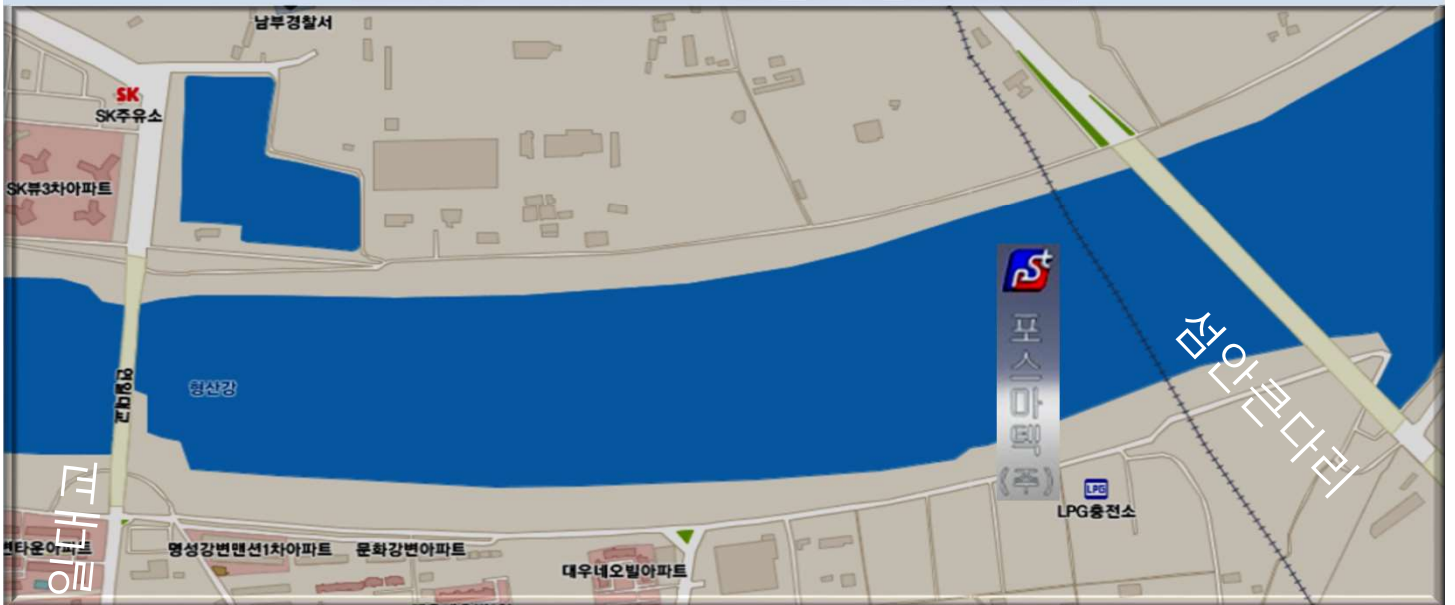 남부경찰서
SK
SK주유소
SK뷰3차아파트
연일대교
형산강
포스마텍(주)
섬안큰다리
LPG
LPG충전소
변타운아파트
명성강변맨션1차아파트
문화강변아파트
대우네오빌아파트